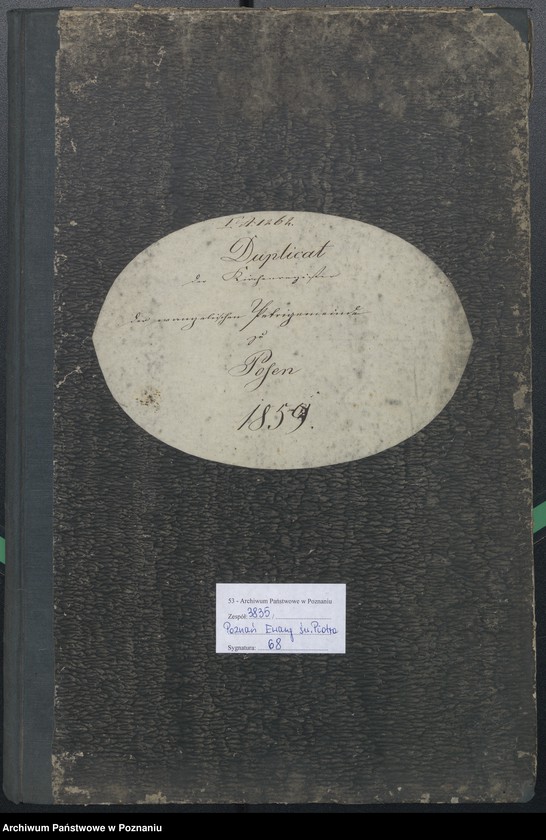 Duplicat
der Kirchenregister
der evangelischen Petrigemeinde
zu
Posen
1859.
53 - Archiwum Państwowe w Poznaniu
Zespół: 3835.
Poznań Ewang św. Piotra
Sygnatura: 68
Archiwum Państwowe w Poznaniu